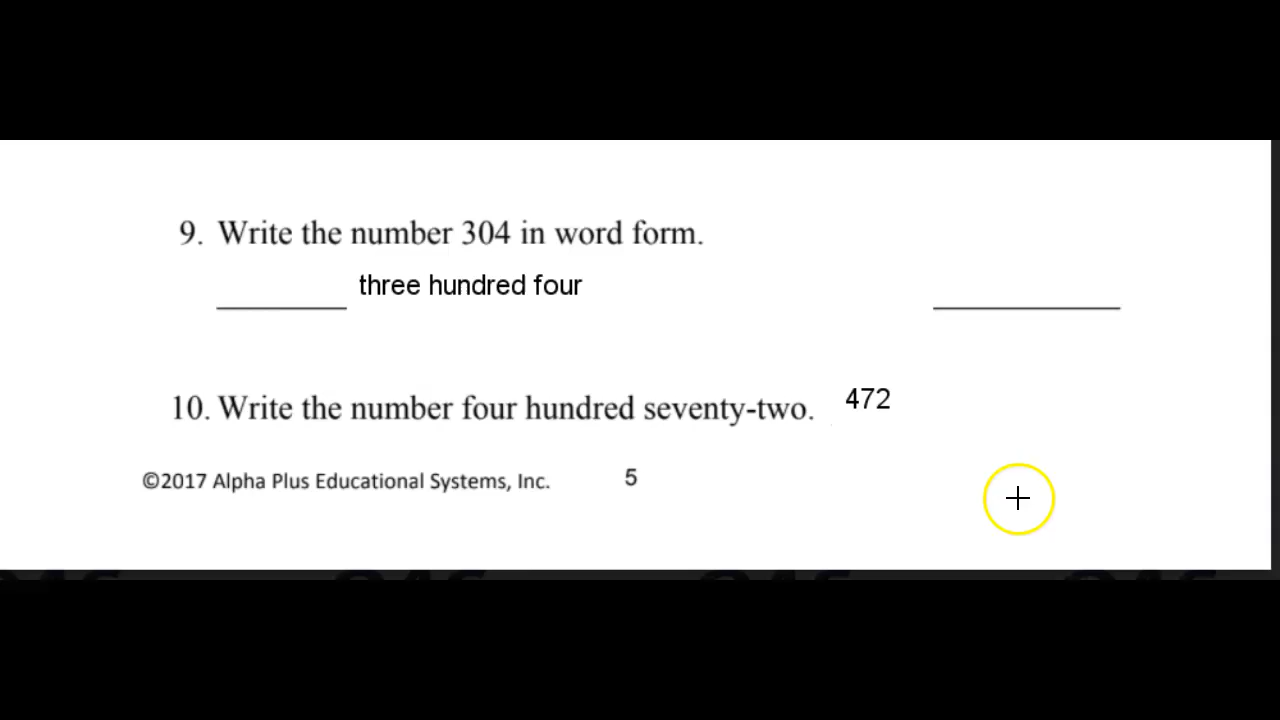 9. Write the number 304 in word form.
three hundred four
10. Write the number four hundred seventy-two. 472
©2017 Alpha Plus Educational Systems, Inc. 5